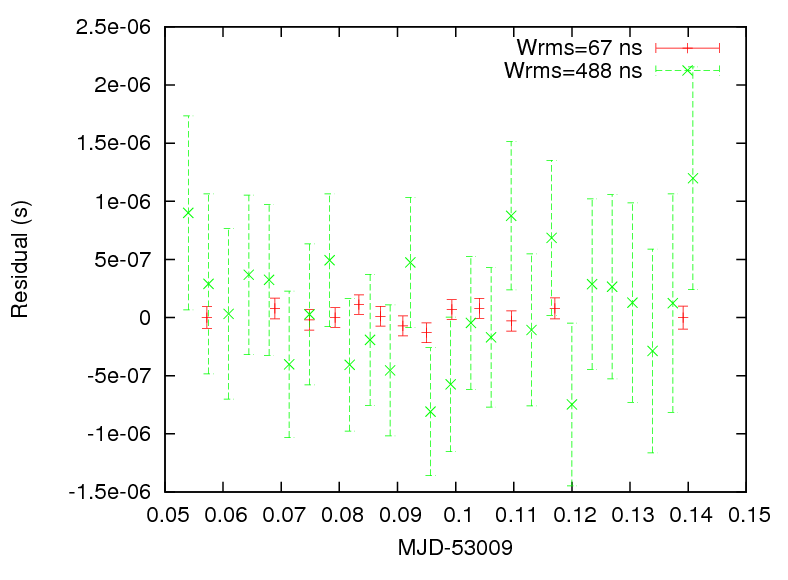 2.5e-06
2e-06
1.5e-06
1e-06
5e-07
0
-5e-07
-1e-06
-1.5e-06
Residual (s)
Wrms=67 ns
Wrms=488 ns
0.05 0.06 0.07 0.08 0.09 0.1 0.11 0.12 0.13 0.14 0.15
MJD-53009